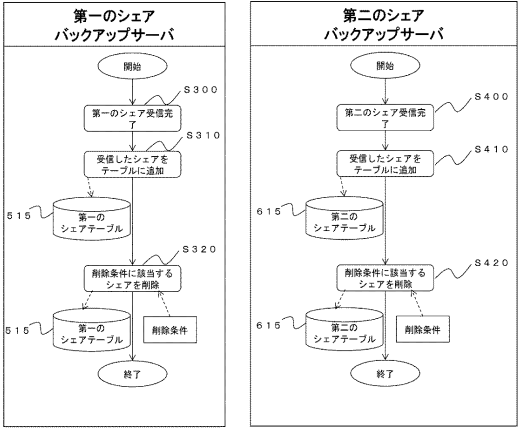 第一のシェア
バックアップサーバ
開始
S300
第一のシェア受信完
了
S310
受信したシェアを
テーブルに追加
515
第一の
シェアテーブル
S320
削除条件に該当する
シェアを削除
515
第一の
シェアテーブル
削除条件
終了
第二のシェア
バックアップサーバ
開始
S400
第二のシェア受信完
了
S410
受信したシェアを
テーブルに追加
615
第二の
シェアテーブル
S420
削除条件に該当する
シェアを削除
615
第二の
シェアテーブル
削除条件
終了